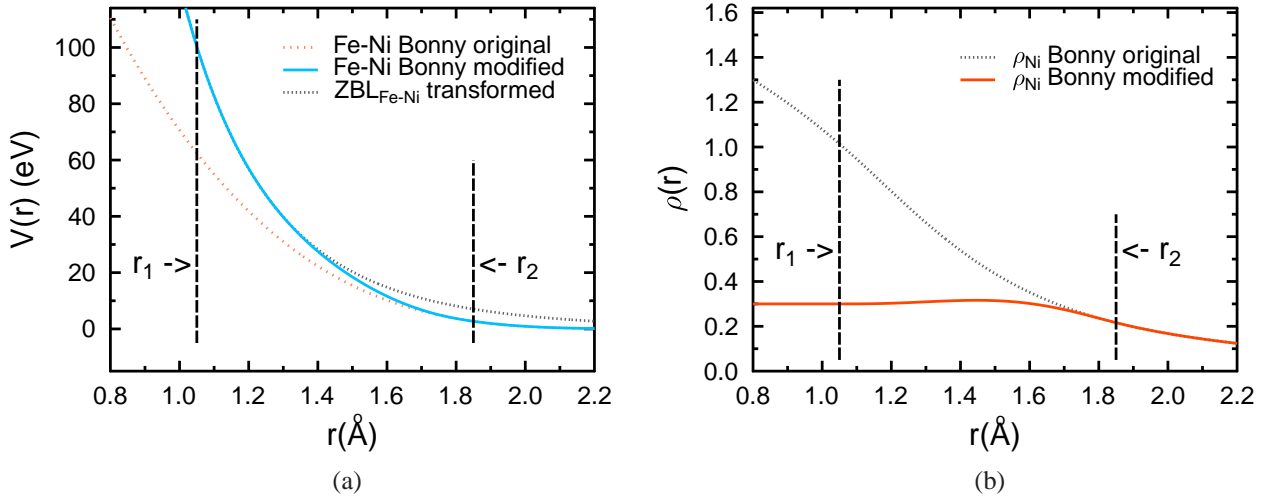 Fe-Ni Bonny original
Fe-Ni Bonny modified
ZBL_Fe-Ni transformed
V(r) (eV)
100
80
60
40
20
0
r₁ ->
<- r₂
0.8 1.0 1.2 1.4 1.6 1.8 2.0 2.2
r(Å)
(a)
ρ_Ni Bonny original
ρ_Ni Bonny modified
ρ(r)
1.6
1.4
1.2
1.0
0.8
0.6
0.4
0.2
0.0
r₁ ->
<- r₂
0.8 1.0 1.2 1.4 1.6 1.8 2.0 2.2
r(Å)
(b)